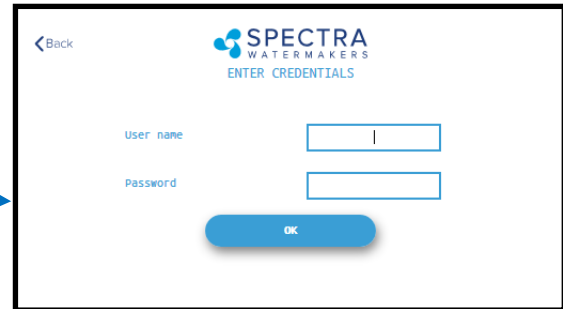 Back
SPECTRA
WATERMAKERS
ENTER CREDENTIALS
User name
Password
OK